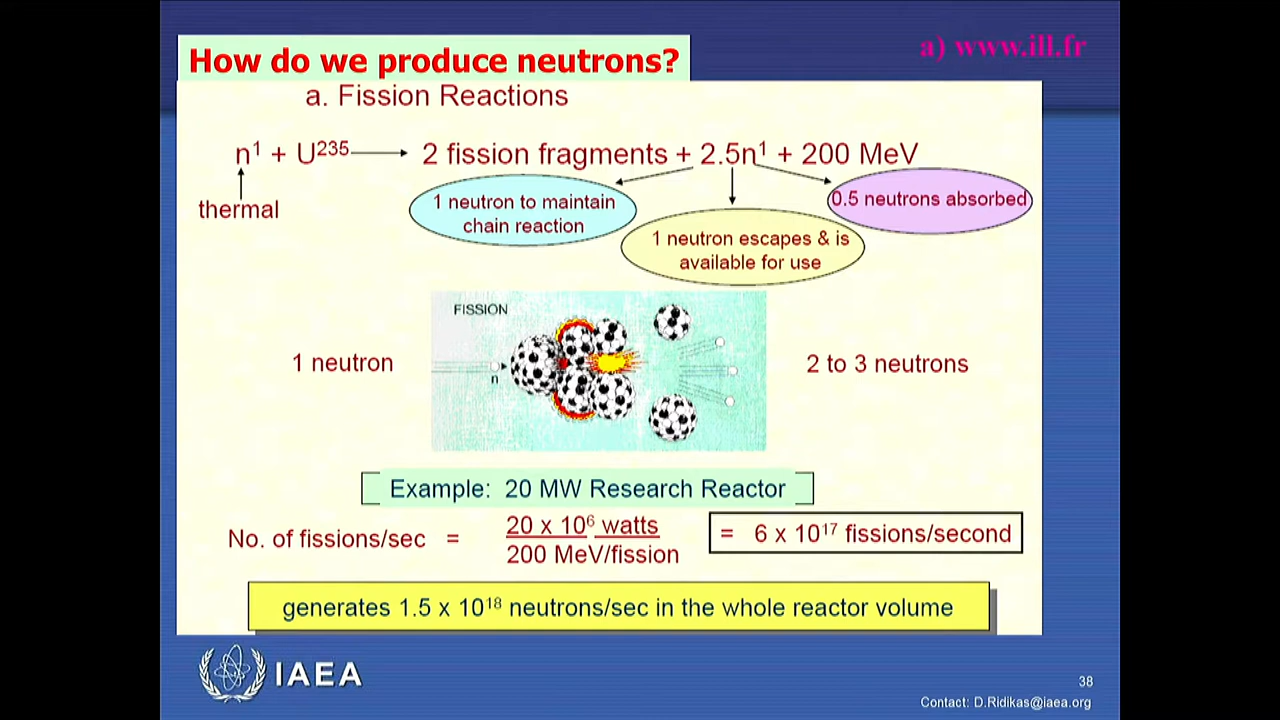 How do we produce neutrons?
a) www.ill.fr
a. Fission Reactions
n¹ + U²³⁵ → 2 fission fragments + 2.5n¹ + 200 MeV
thermal
1 neutron to maintain
chain reaction
1 neutron escapes & is
available for use
0.5 neutrons absorbed
FISSION
1 neutron
n
2 to 3 neutrons
Example: 20 MW Research Reactor
No. of fissions/sec =
20 x 10⁶ watts
200 MeV/fission
= 6 x 10¹⁷ fissions/second
generates 1.5 x 10¹⁸ neutrons/sec in the whole reactor volume
IAEA
38
Contact: D.Ridikas@iaea.org